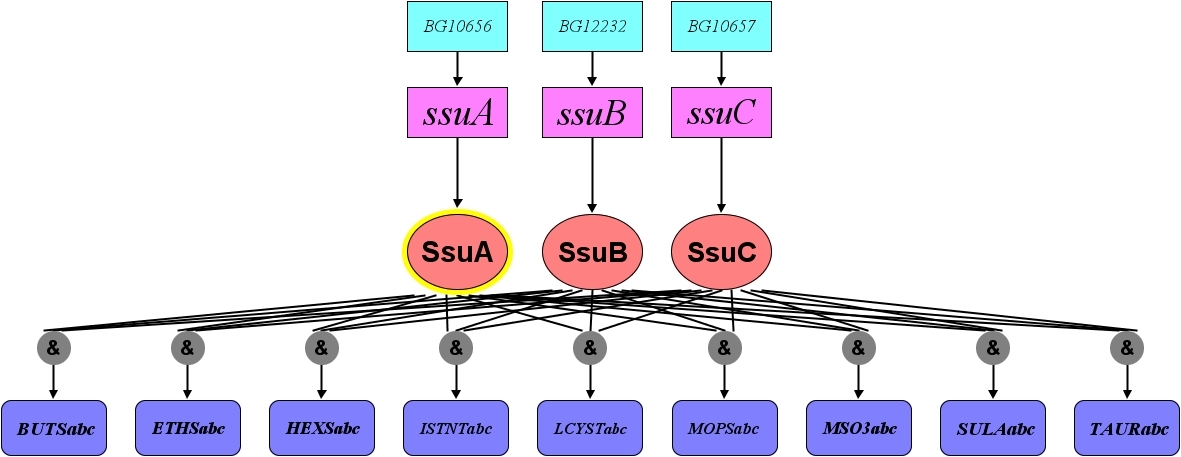 BG10656 BG12232 BG10657
ssuA ssuB ssuC
SsuA SsuB SsuC
& & & & & & & & &
BUTSabc ETHSabc HEXSabc ISTNTabc LCYSTabc MOPSabc MSO3abc SULAabc TAURabc